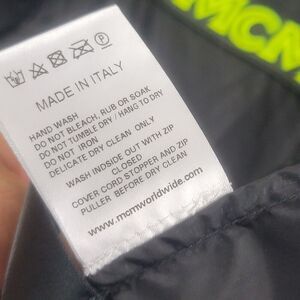 MCM
MADE IN ITALY
HAND WASH
DO NOT BLEACH, RUB OR SOAK
DO NOT TUMBLE DRY / HANG TO DRY
DO NOT IRON
DELICATE DRY CLEAN ONLY
WASH INDSIDE OUT WITH ZIP
CLOSED
COVER CORD STOPPER AND ZIP
PULLER BEFORE DRY CLEAN
www.mcmworldwide.com